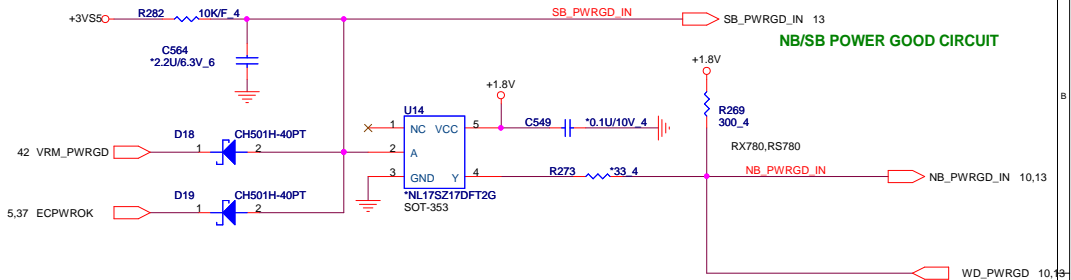 +3VS5
R282
10K/F_4
SB_PWRGD_IN
SB_PWRGD_IN 13
NB/SB POWER GOOD CIRCUIT
C564
*2.2U/6.3V_6
+1.8V
+1.8V
B
U14
R269
300_4
D18
CH501H-40PT
1
NC
VCC
5
C549
*0.1U/10V_4
RX780,RS780
42 VRM_PWRGD
1
2
2
A
3
GND
Y
4
R273
*33_4
NB_PWRGD_IN
NB_PWRGD_IN 10,13
D19
CH501H-40PT
*NL17SZ17DFT2G
SOT-353
5,37 ECPWROK
1
2
WD_PWRGD 10,13